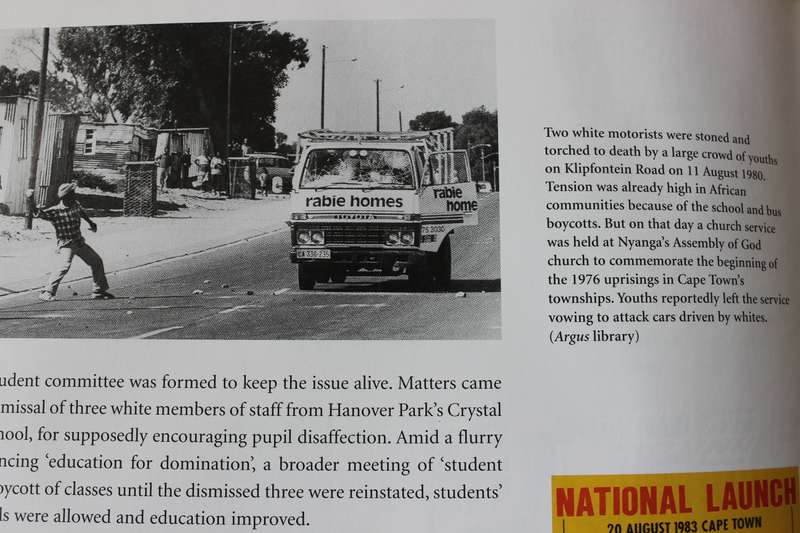 rabie homes
rabie
home
TOYOTA
75 3030
CA 330-235
Two white motorists were stoned and
torched to death by a large crowd of youths
on Klipfontein Road on 11 August 1980.
Tension was already high in African
communities because of the school and bus
boycotts. But on that day a church service
was held at Nyanga's Assembly of God
church to commemorate the beginning of
the 1976 uprisings in Cape Town's
townships. Youths reportedly left the service
vowing to attack cars driven by whites.
(Argus library)
udent committee was formed to keep the issue alive. Matters came
missal of three white members of staff from Hanover Park's Crystal
hool, for supposedly encouraging pupil disaffection. Amid a flurry
ncing 'education for domination', a broader meeting of 'student
oycott of classes until the dismissed three were reinstated, students'
ls were allowed and education improved.
NATIONAL LAUNCH
20 AUGUST 1983 CAPE TOWN